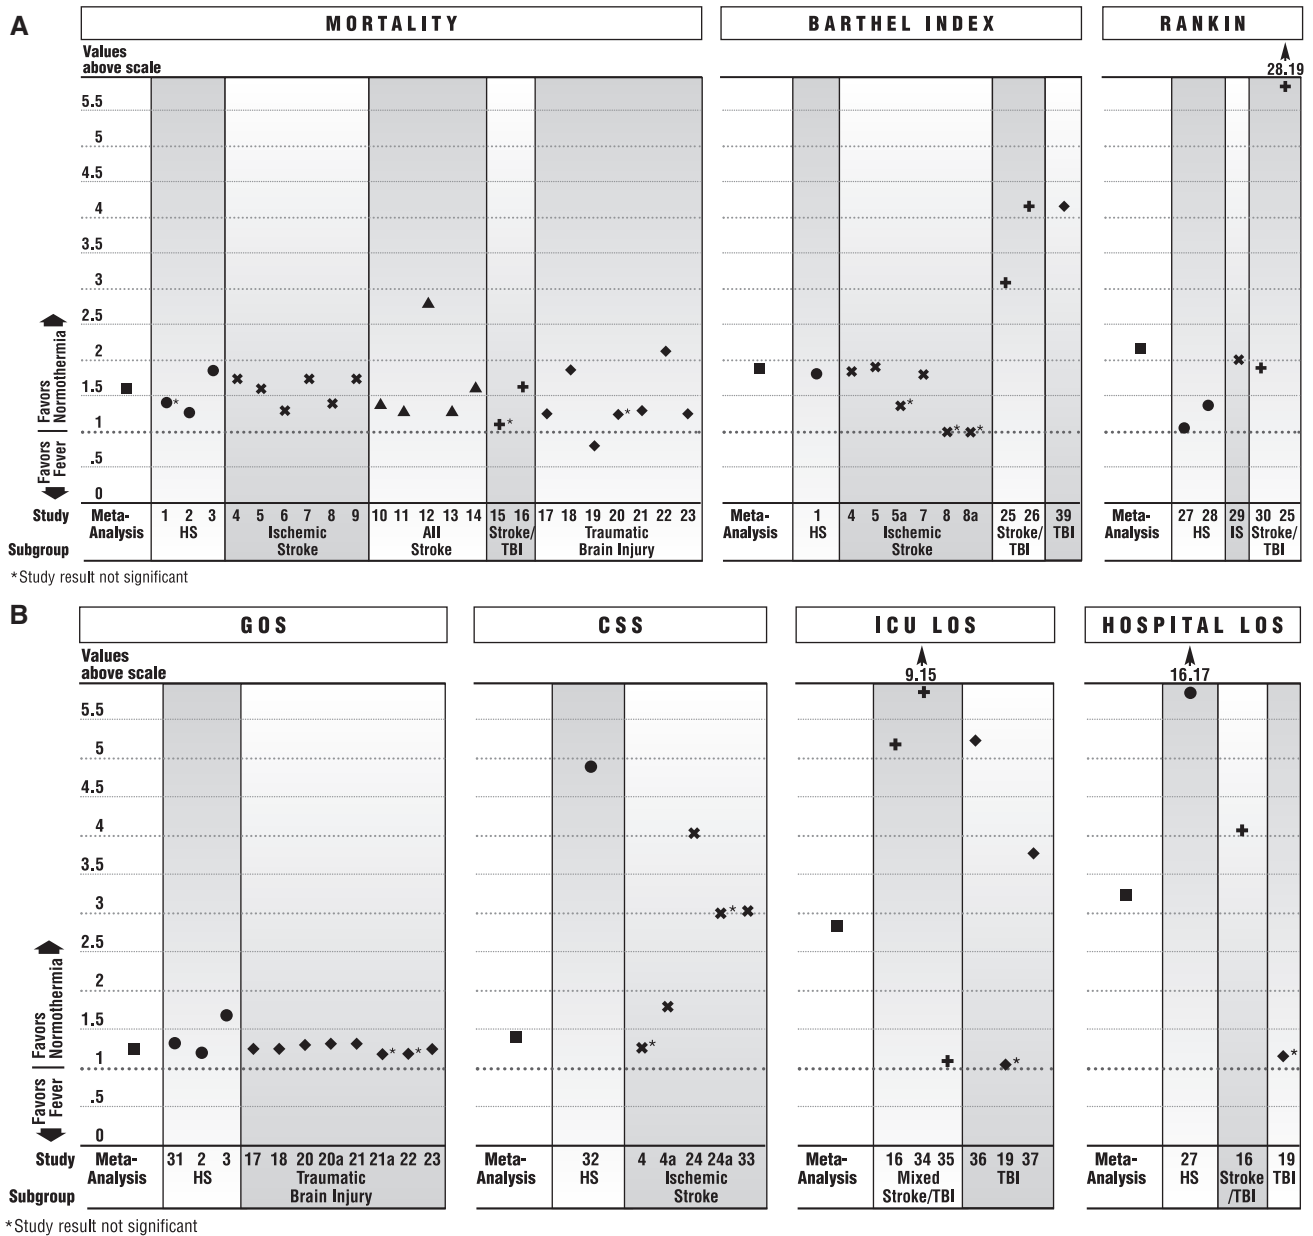 A
MORTALITY
BARTHEL INDEX
RANKIN
Values
above scale
28.19
5.5
5
4.5
4
3.5
3
2.5
2
1.5
1
.5
0
Favors
Normothermia
Favors
Fever
*
*
*
*
*
*
Study
Meta-
Analysis
1 2 3
HS
4 5 6 7 8 9
Ischemic
Stroke
10 11 12 13 14
All
Stroke
15 16
Stroke/
TBI
17 18 19 20 21 22 23
Traumatic
Brain Injury
Meta-
Analysis
1
HS
4 5 5a 7 8 8a
Ischemic
Stroke
25 26
Stroke/
TBI
39
TBI
Meta-
Analysis
27 28
HS
29
IS
30 25
Stroke/
TBI
Subgroup
*Study result not significant
B
GOS
CSS
ICU LOS
HOSPITAL LOS
Values
above scale
9.15
16.17
5.5
5
4.5
4
3.5
3
2.5
2
1.5
1
.5
0
Favors
Normothermia
Favors
Fever
*
*
*
*
*
*
Study
Meta-
Analysis
31 2 3
HS
17 18 20 20a 21 21a 22 23
Traumatic
Brain Injury
Meta-
Analysis
32
HS
4 4a 24 24a 33
Ischemic
Stroke
Meta-
Analysis
16 34 35
Mixed
Stroke/TBI
36 19 37
TBI
Meta-
Analysis
27
HS
16
Stroke
/TBI
19
TBI
Subgroup
*Study result not significant